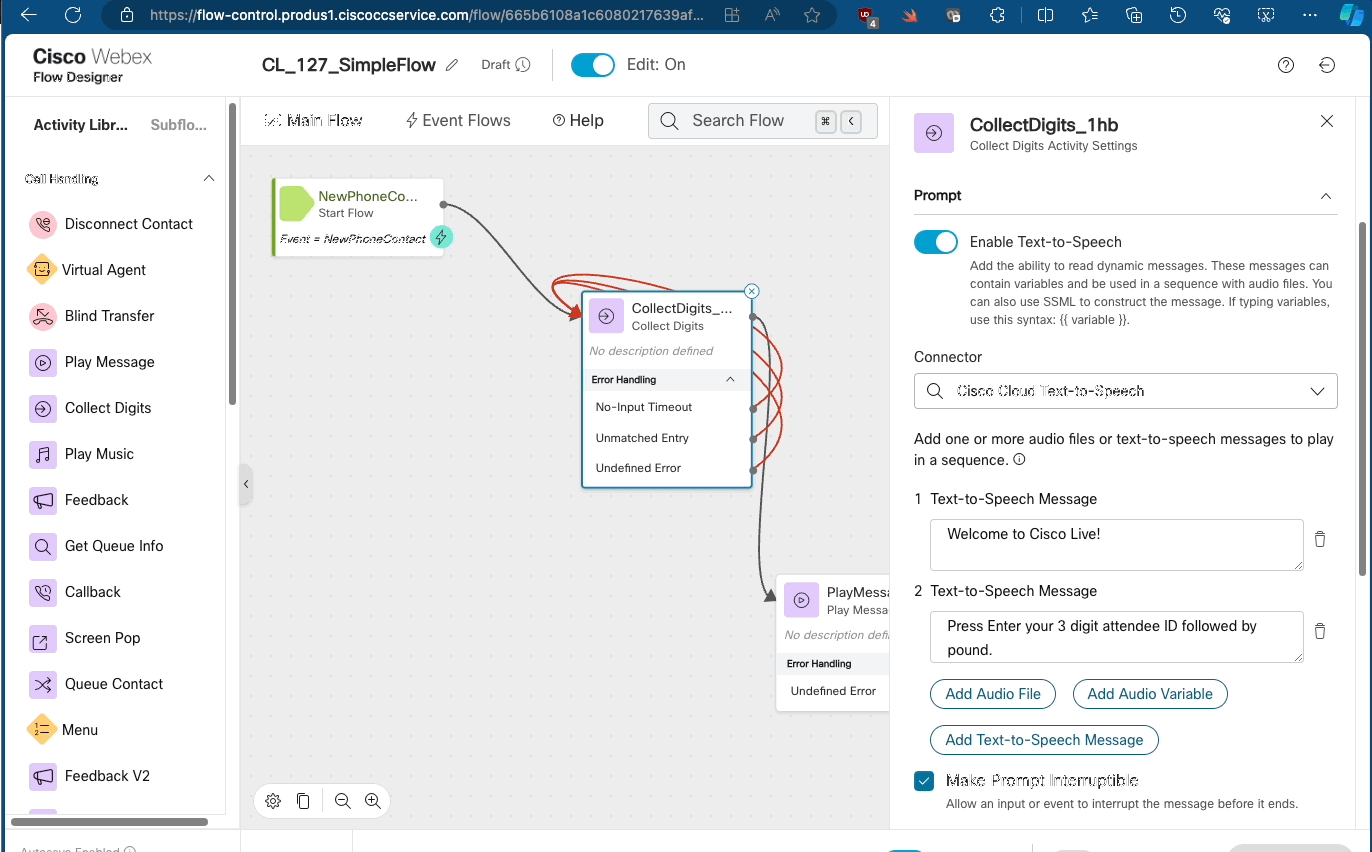 https://flow-control.produs1.ciscoccservice.com/flow/665b6108a1c6080217639af...
4
Cisco Webex
Flow Designer
CL_127_SimpleFlow
Draft
Edit: On
Activity Libr...
Subflo...
Main Flow
Event Flows
Help
Search Flow
Call Handling
Disconnect Contact
Virtual Agent
Blind Transfer
Play Message
Collect Digits
Play Music
Feedback
Get Queue Info
Callback
Screen Pop
Queue Contact
Menu
Feedback V2
Autosave Enabled
NewPhoneCo...
Start Flow
Event = NewPhoneContact
CollectDigits_...
Collect Digits
No description defined
Error Handling
No-Input Timeout
Unmatched Entry
Undefined Error
PlayMessa
Play Messa
No description defi
Error Handling
Undefined Error
CollectDigits_1hb
Collect Digits Activity Settings
Prompt
Enable Text-to-Speech
Add the ability to read dynamic messages. These messages can
contain variables and be used in a sequence with audio files. You
can also use SSML to construct the message. If typing variables,
use this syntax: {{ variable }}.
Connector
Cisco Cloud Text-to-Speech
Add one or more audio files or text-to-speech messages to play
in a sequence.
1 Text-to-Speech Message
Welcome to Cisco Live!
2 Text-to-Speech Message
Press Enter your 3 digit attendee ID followed by
pound.
Add Audio File
Add Audio Variable
Add Text-to-Speech Message
Make Prompt Interruptible
Allow an input or event to interrupt the message before it ends.